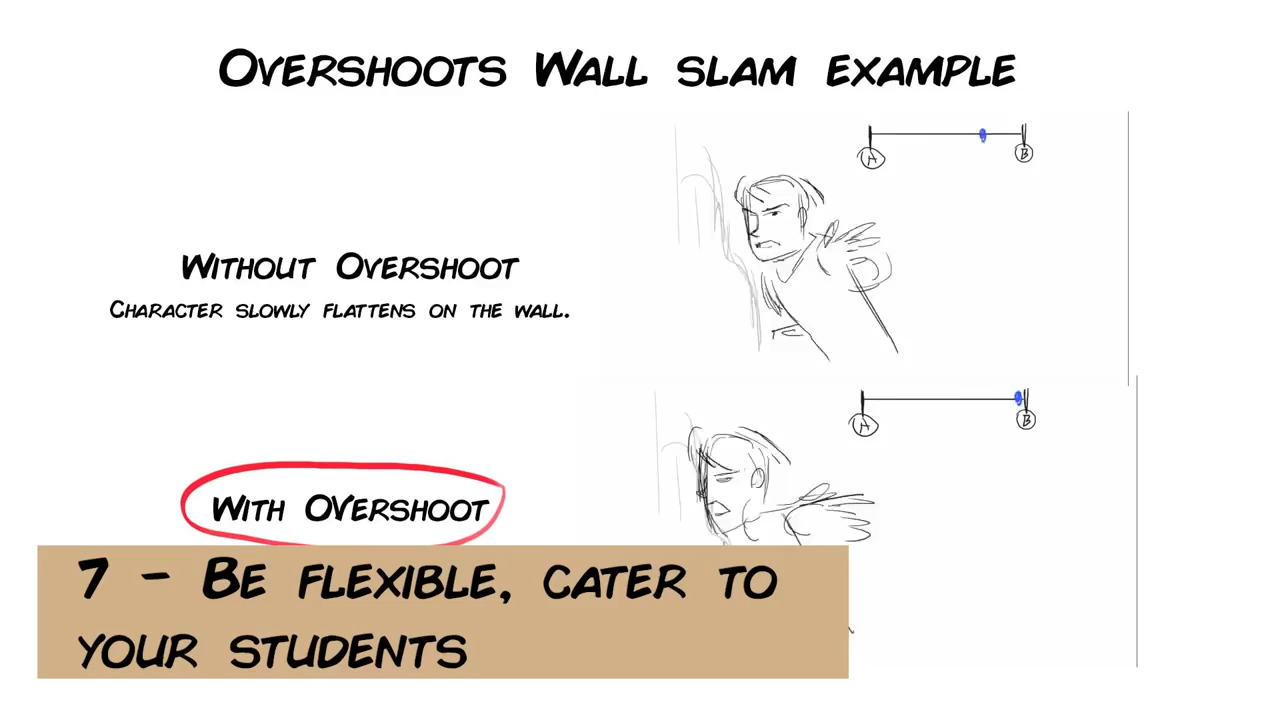 Overshoots Wall slam example
A
B
Without Overshoot
Character slowly flattens on the wall.
A
B
With Overshoot
7 - Be flexible, cater to
your students